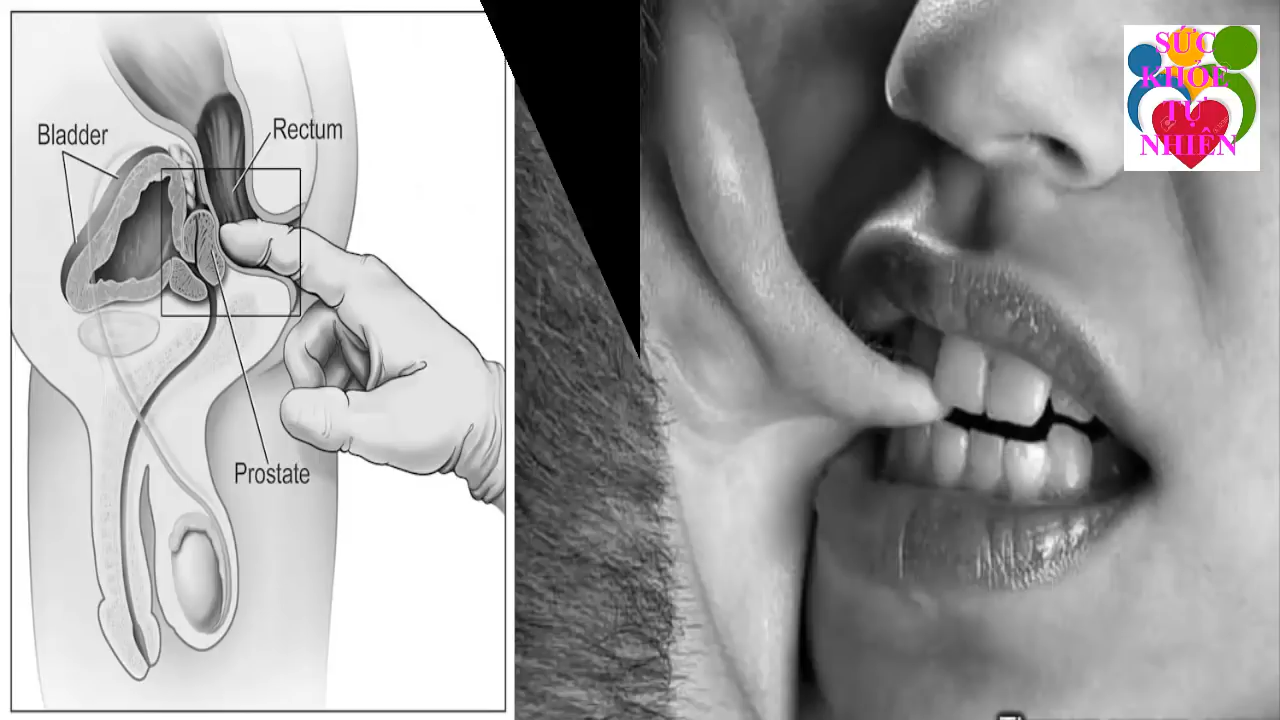 Bladder
Rectum
Prostate
SỨC
KHỎE
TỰ
NHIÊN